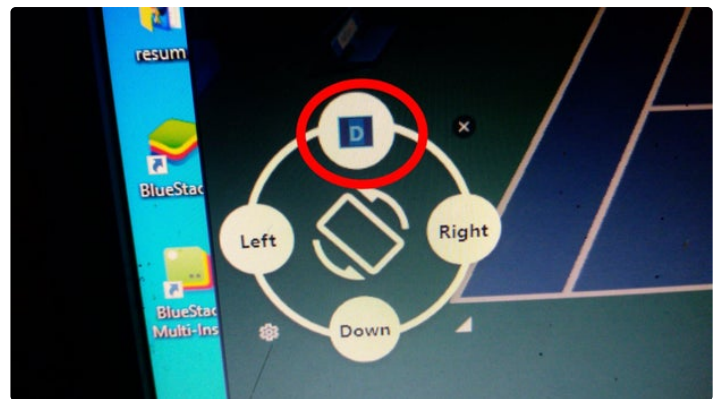 resum
D
BlueStac
Left
Right
BlueStac
Multi-Ins
Down